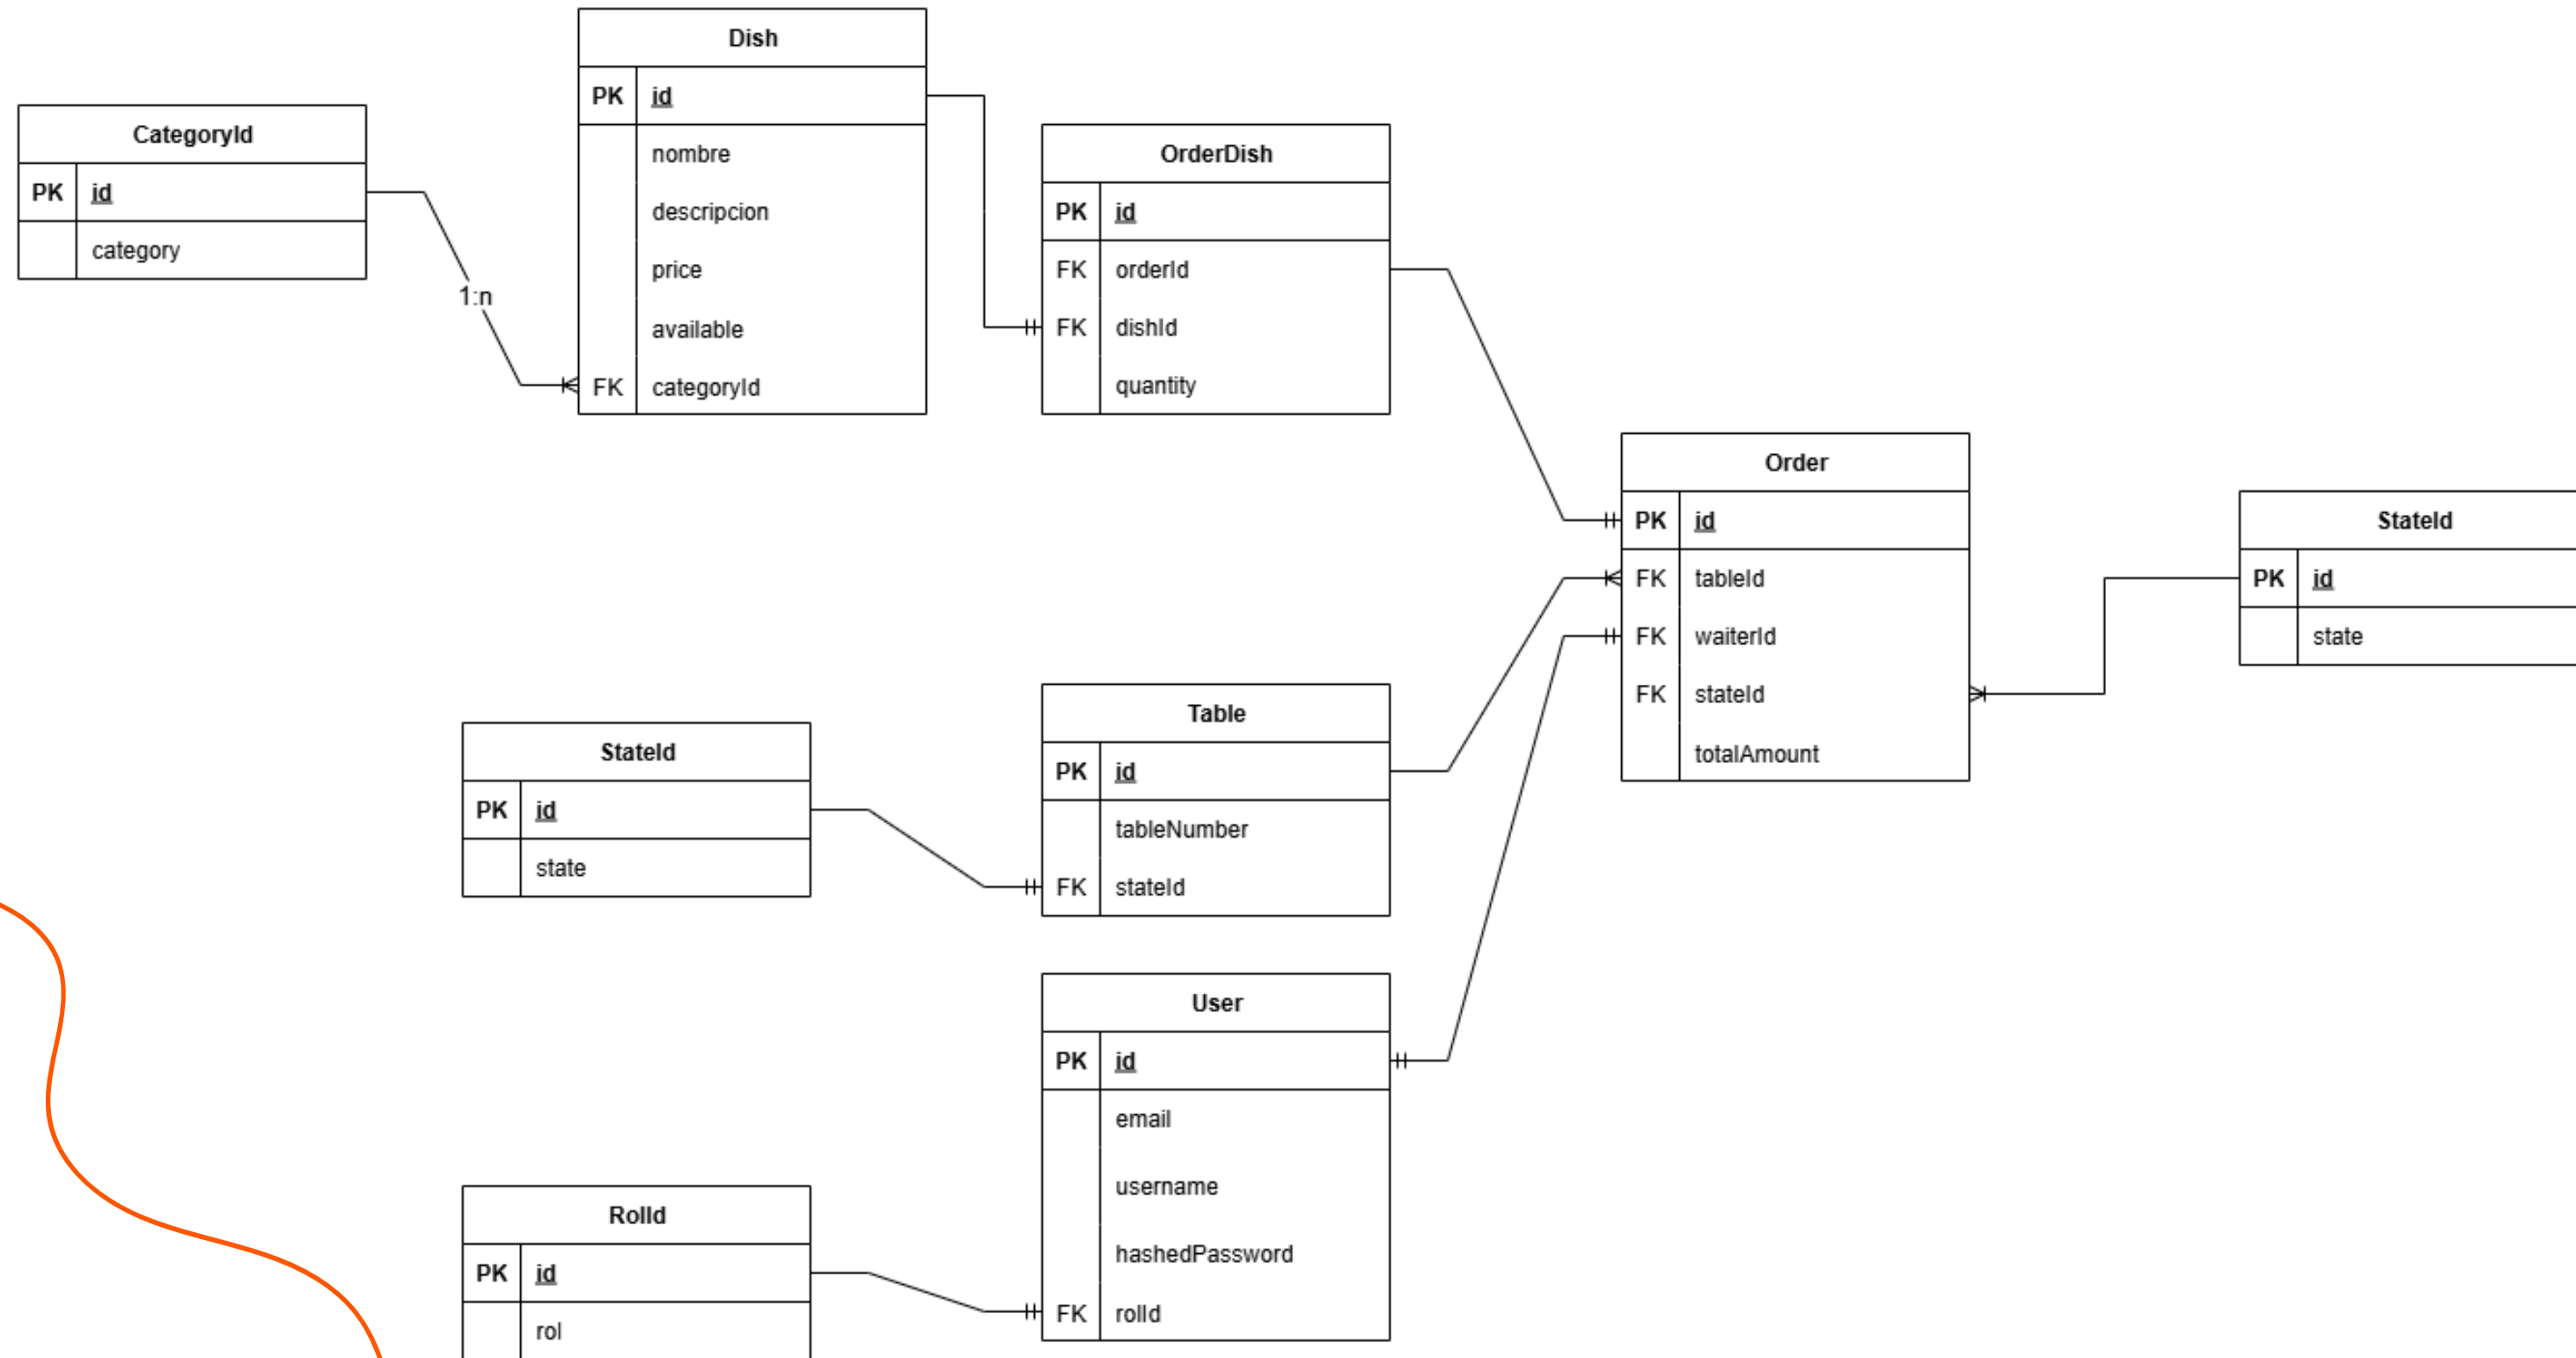 Dish
PK id
nombre
descripcion
price
available
FK categoryId
CategoryId
PK id
category
1:n
OrderDish
PK id
FK orderId
FK dishId
quantity
Order
PK id
FK tableId
FK waiterId
FK stateId
totalAmount
StateId
PK id
state
Table
PK id
tableNumber
FK stateId
StateId
PK id
state
User
PK id
email
username
hashedPassword
FK rolId
RolId
PK id
rol